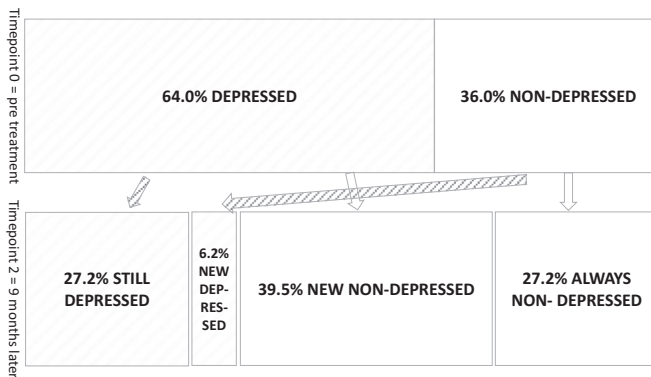 Timepoint 0 = pre treatment
64.0% DEPRESSED
36.0% NON-DEPRESSED
Timepoint 2 = 9 months later
27.2% STILL
DEPRESSED
6.2%
NEW
DEP-
RES-
SED
39.5% NEW NON-DEPRESSED
27.2% ALWAYS
NON- DEPRESSED